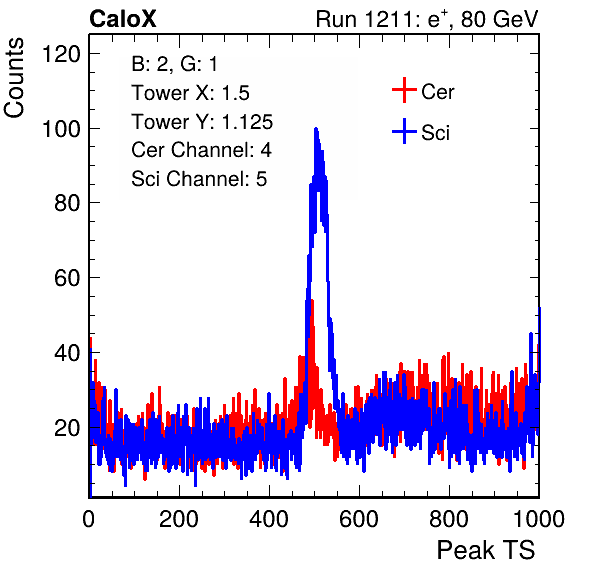 CaloX Run 1211: e⁺, 80 GeV
Counts
B: 2, G: 1
Tower X: 1.5
Tower Y: 1.125
Cer Channel: 4
Sci Channel: 5
Cer
Sci
120
100
80
60
40
20
0 200 400 600 800 1000
Peak TS